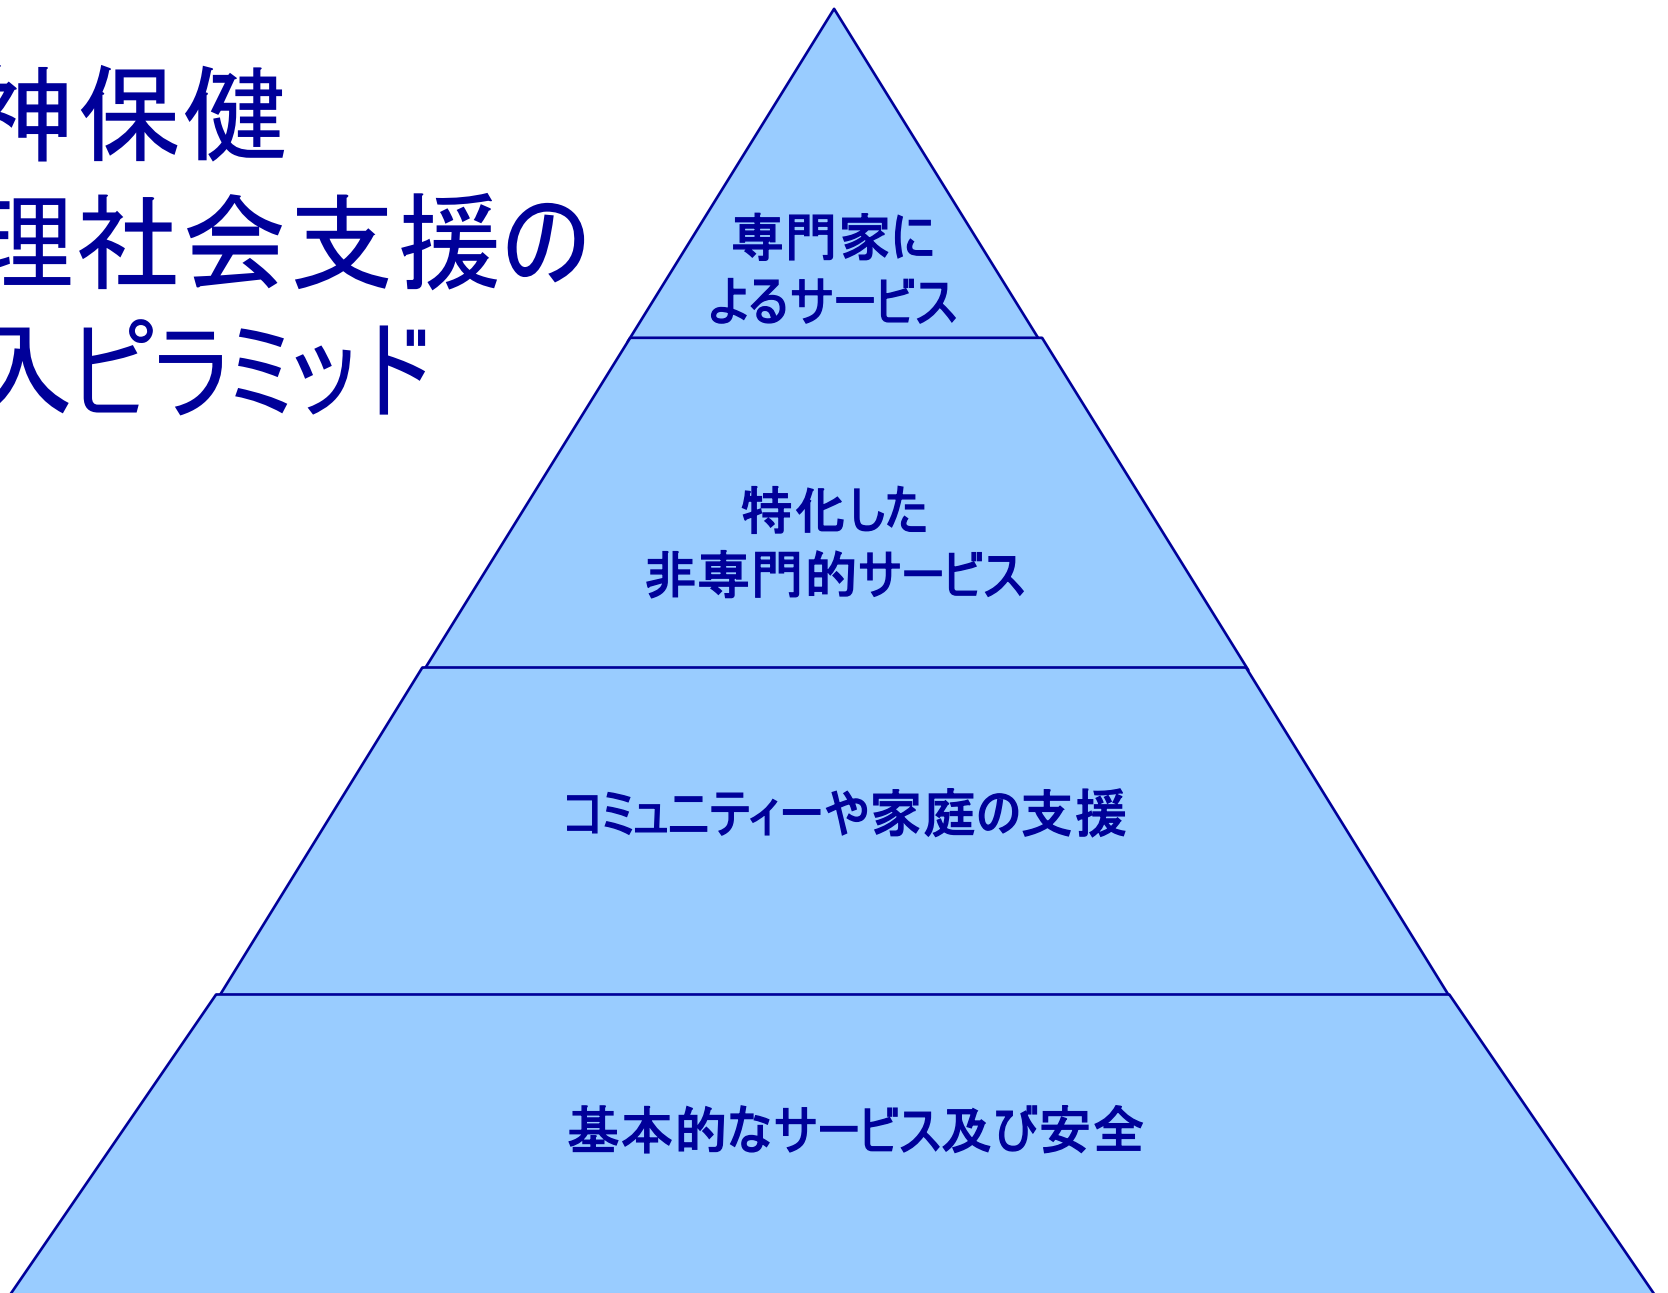 神保健
理社会支援の
入ピラミッド
専門家に
よるサービス
特化した
非専門的サービス
コミュニティーや家庭の支援
基本的なサービス及び安全